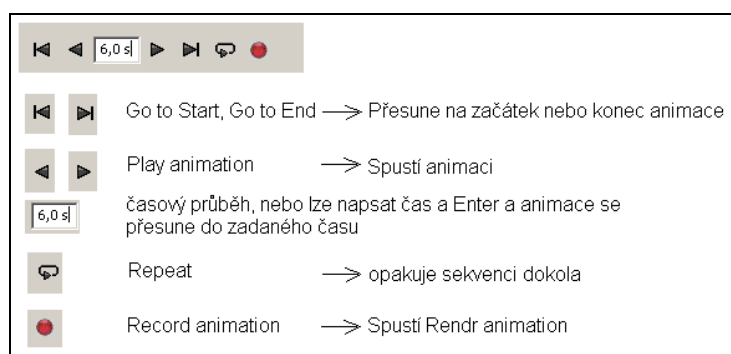 6,0 s
Go to Start, Go to End → Přesune na začátek nebo konec animace
Play animation → Spustí animaci
6,0 s
časový průběh, nebo lze napsat čas a Enter a animace se
přesune do zadaného času
Repeat → opakuje sekvenci dokola
Record animation → Spustí Rendr animation